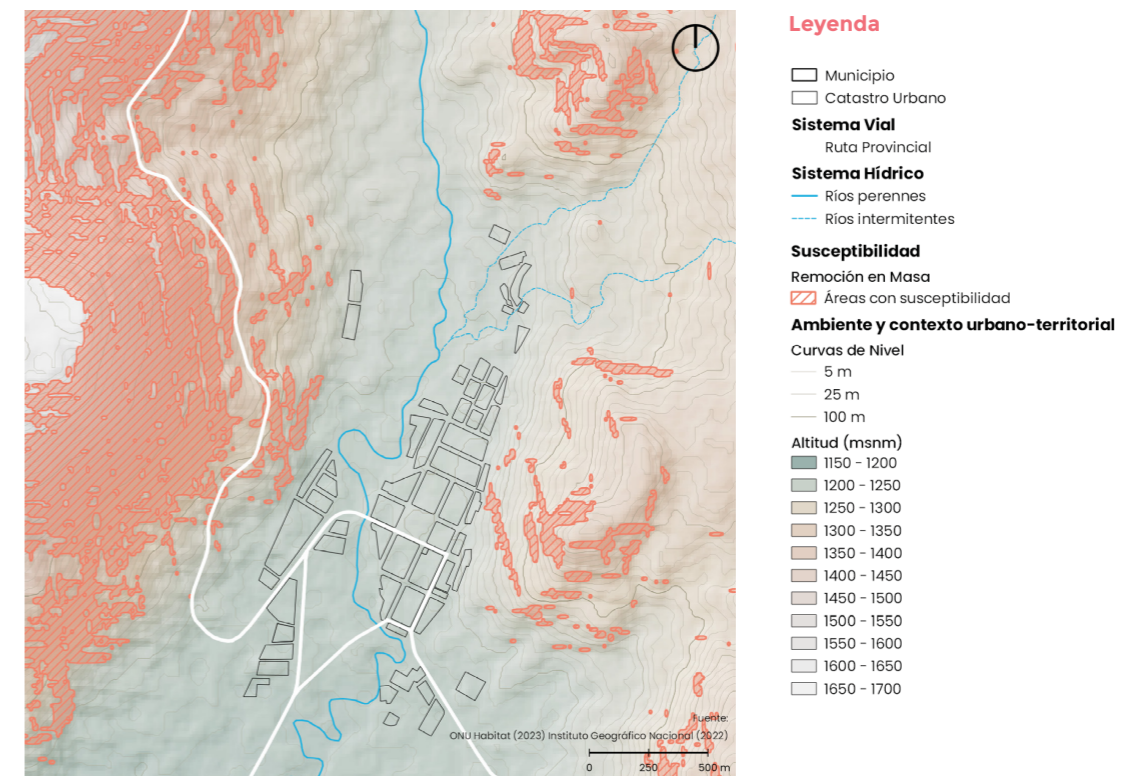 Leyenda
Municipio
Catastro Urbano
Sistema Vial
Ruta Provincial
Sistema Hídrico
Ríos perennes
Ríos intermitentes
Susceptibilidad
Remoción en Masa
Áreas con susceptibilidad
Ambiente y contexto urbano-territorial
Curvas de Nivel
5 m
25 m
100 m
Altitud (msnm)
1150 - 1200
1200 - 1250
1250 - 1300
1300 - 1350
1350 - 1400
1400 - 1450
1450 - 1500
1500 - 1550
1550 - 1600
1600 - 1650
1650 - 1700
Fuente:
ONU Habitat (2023) Instituto Geográfico Nacional (2022)
0 250 500 m